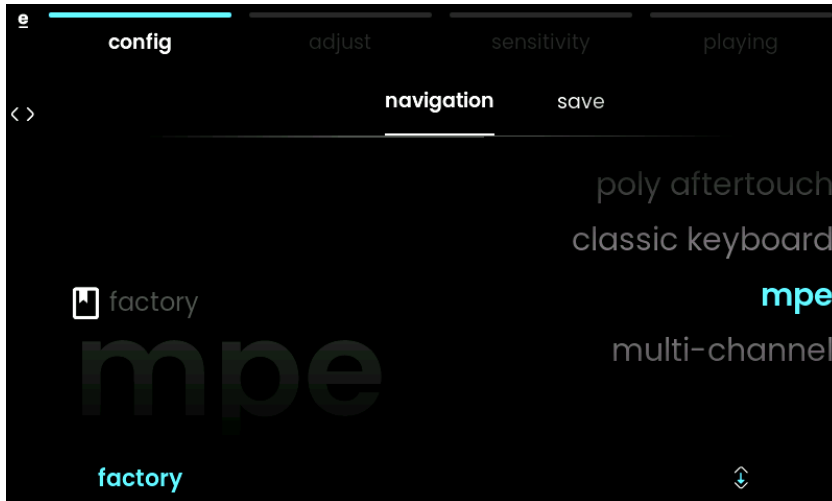 e
config adjust sensitivity playing
navigation save
poly aftertouch
classic keyboard
mpe
factory
multi-channel
mpe
factory